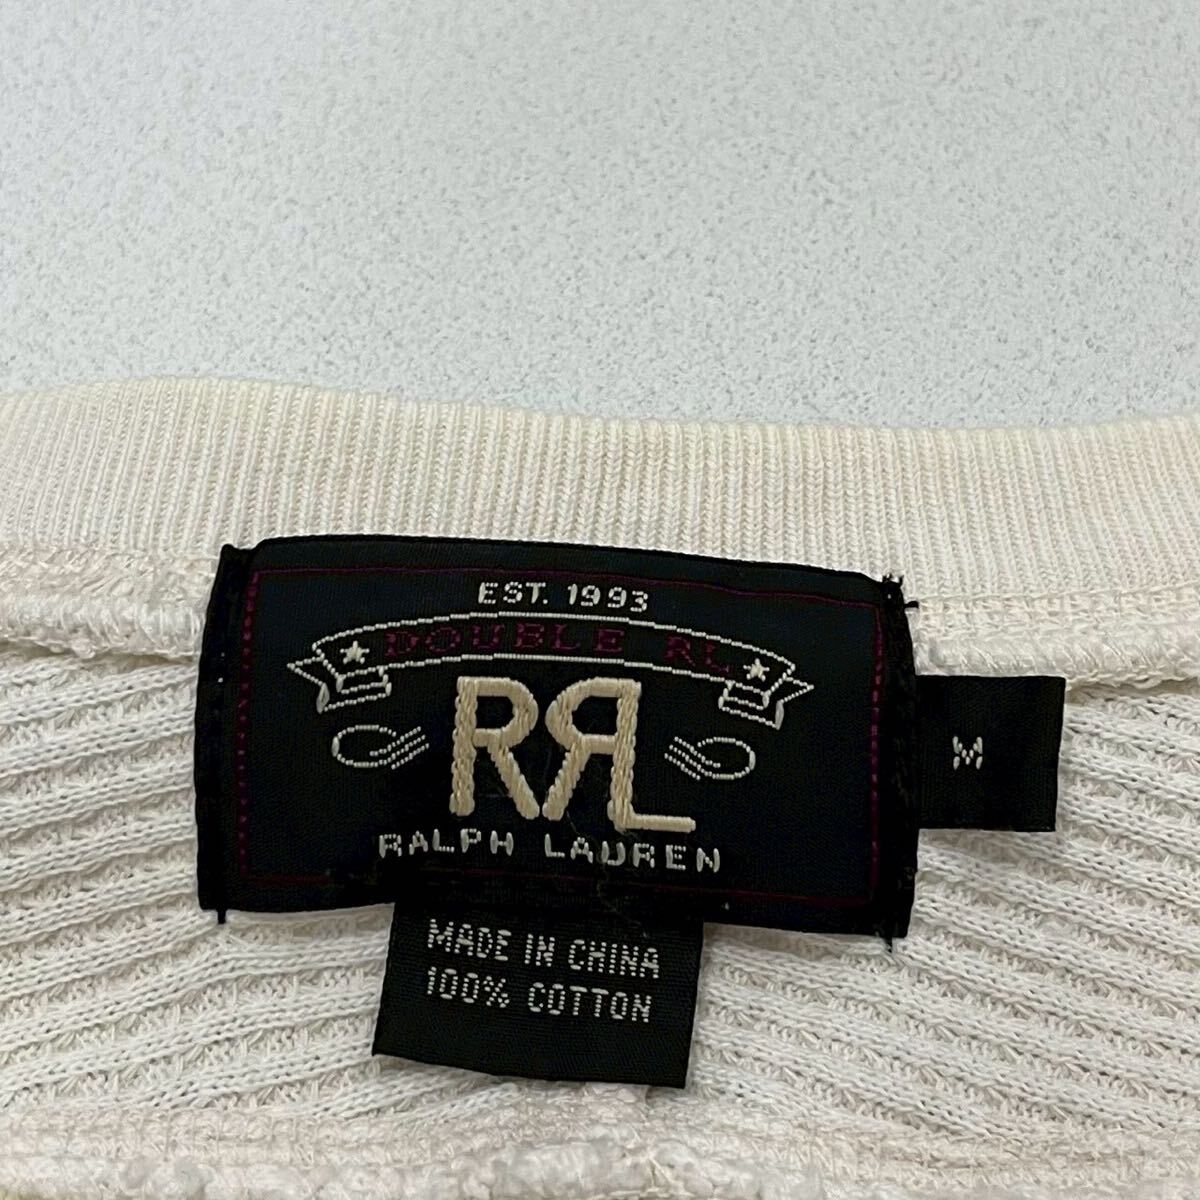 EST. 1993
DOUBLE RL
RRL
RALPH LAUREN
M
MADE IN CHINA
100% COTTON